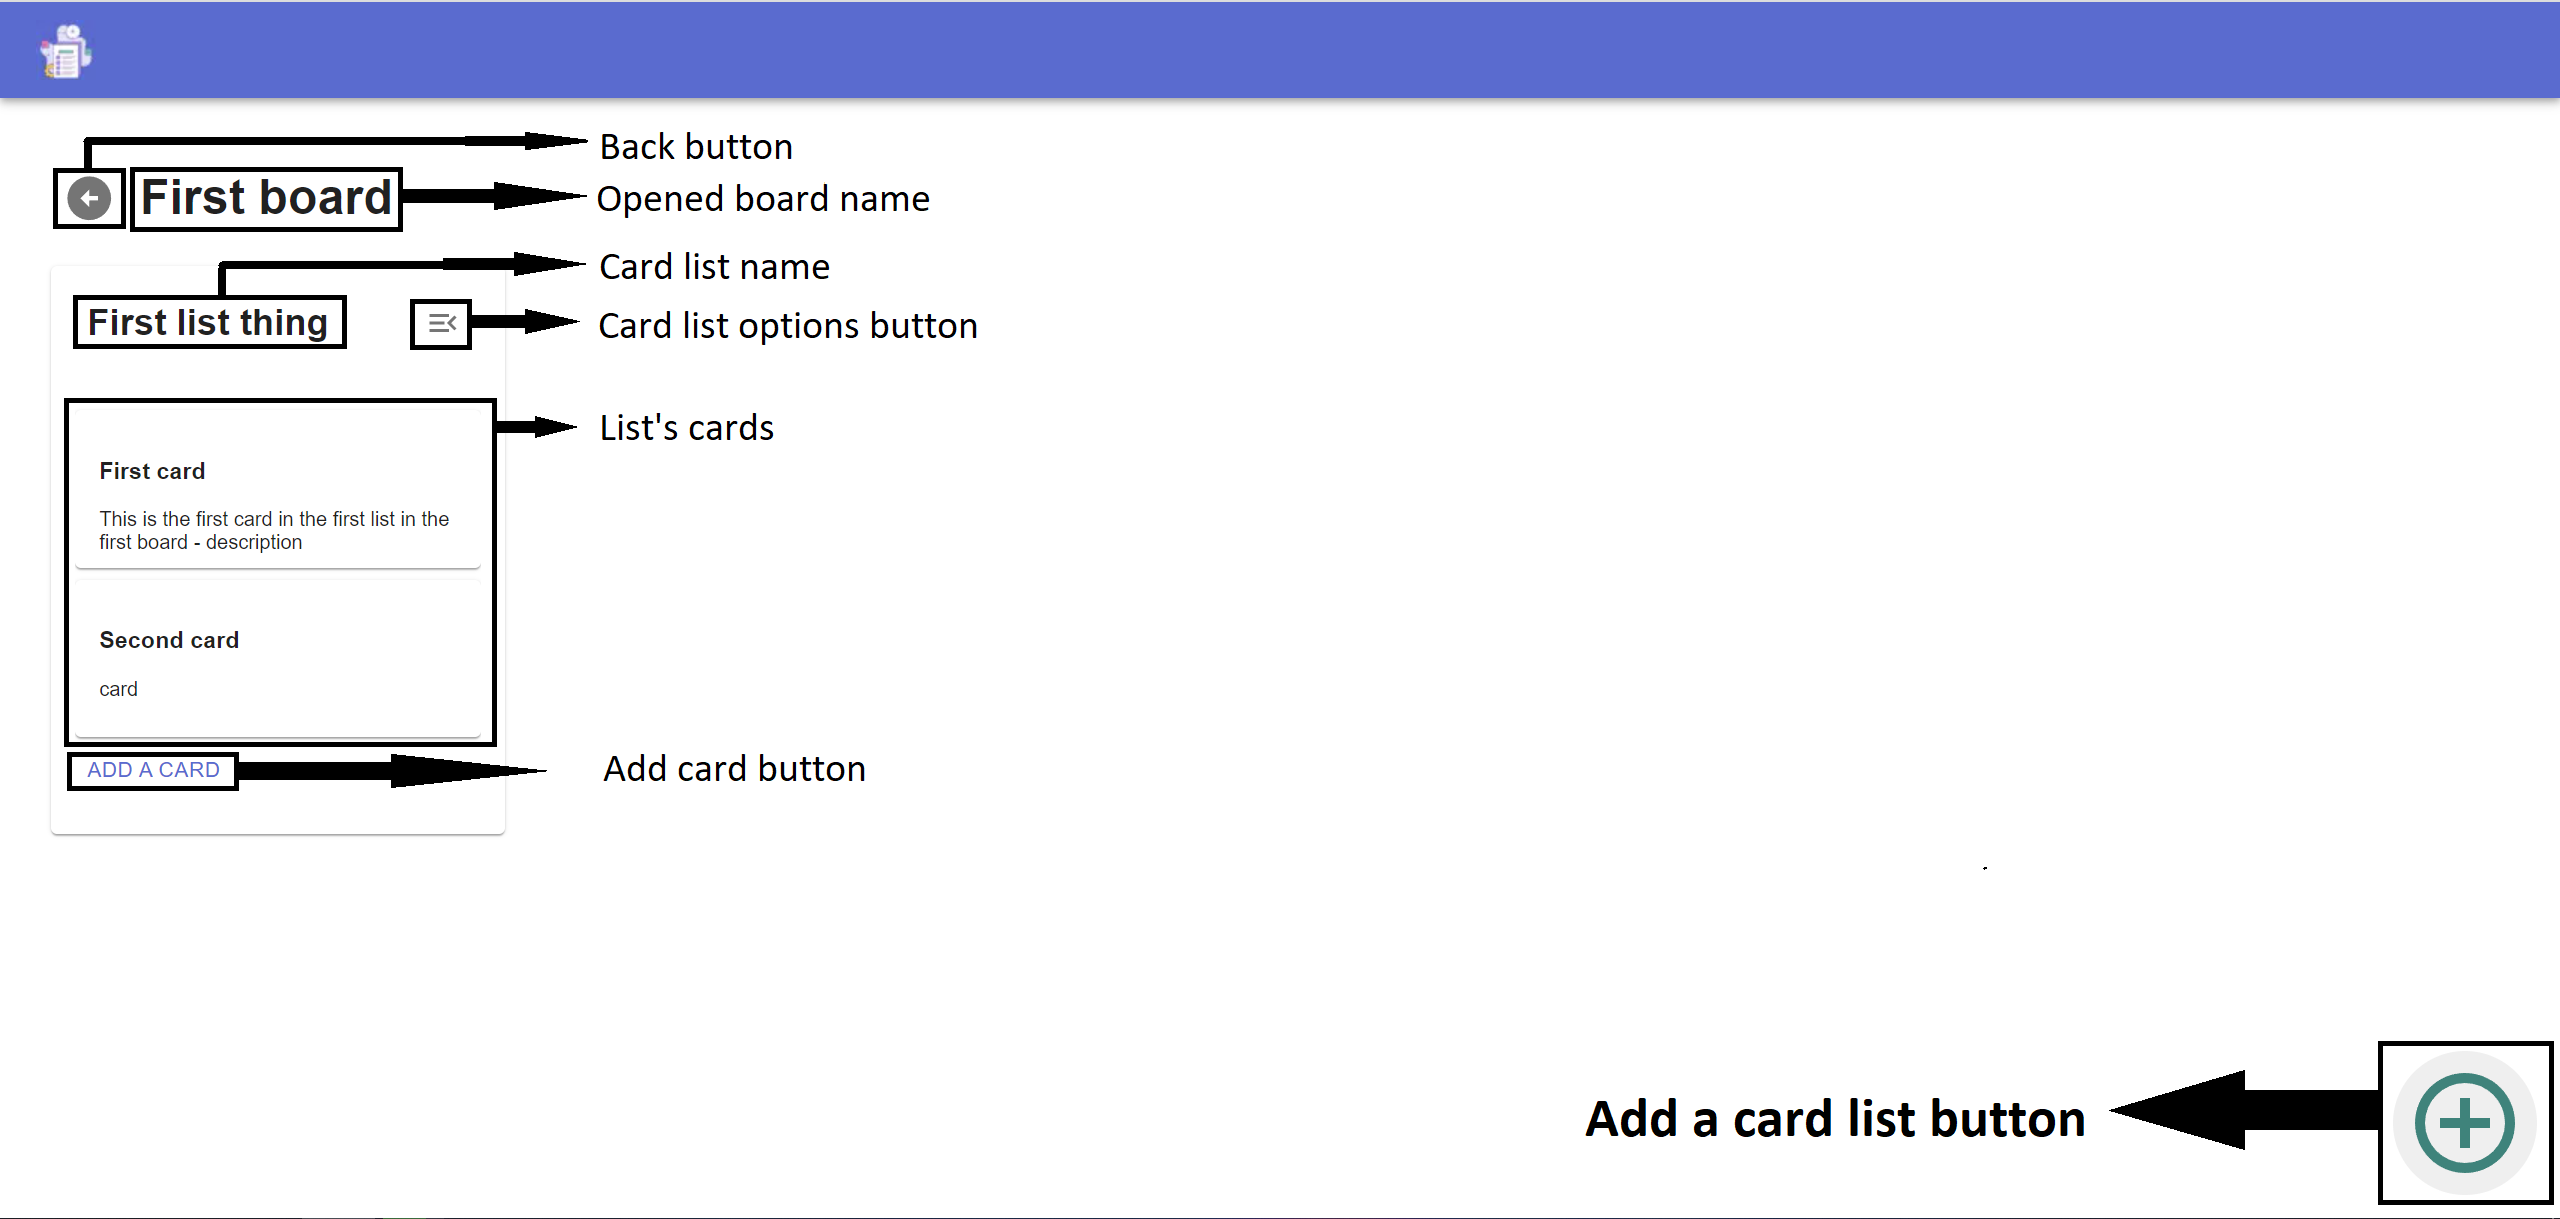 Back button
First board
Opened board name
Card list name
First list thing
Card list options button
List's cards
First card
This is the first card in the first list in the
first board - description
Second card
card
ADD A CARD
Add card button
Add a card list button